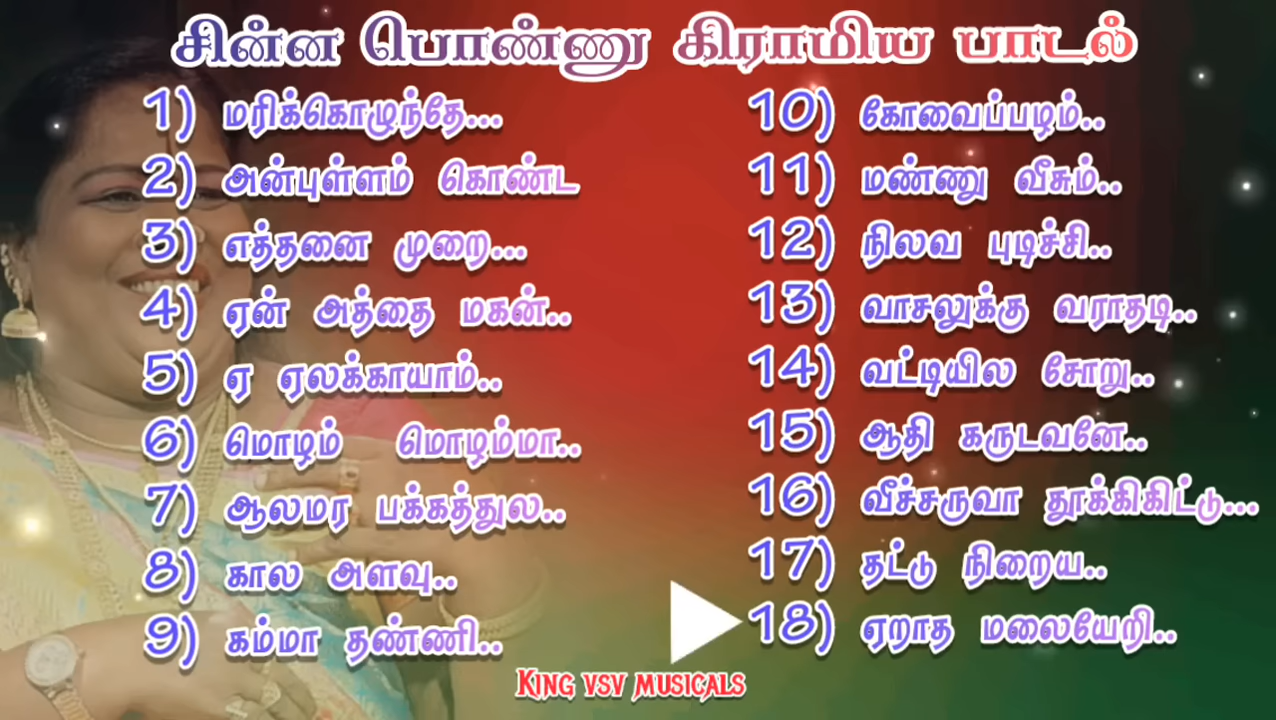 சின்ன பொண்ணு கிராமிய பாடல்
1) மரிக்கொழுந்தே...
2) அன்புள்ளம் கொண்ட
3) எத்தனை முறை...
4) ஏன் அத்தை மகன்..
5) ஏ ஏலக்காயாம்..
6) மொடிம் மொடிம்மா..
7) ஆலமர பக்கத்துல..
8) கால அளவு..
9) கம்மா தண்ணி..
10) கோவைப்பழம்..
11) மண்ணு வீசும்..
12) நிலவ புடிச்சி..
13) வாசலுக்கு வராதடி..
14) வட்டியில சோறு..
15) ஆதி கருடவனே..
16) வீச்சருவா தூக்கிகிட்டு...
17) தட்டு நிறைய..
18) ஏறாத மலையேறி..
King vsv musicals